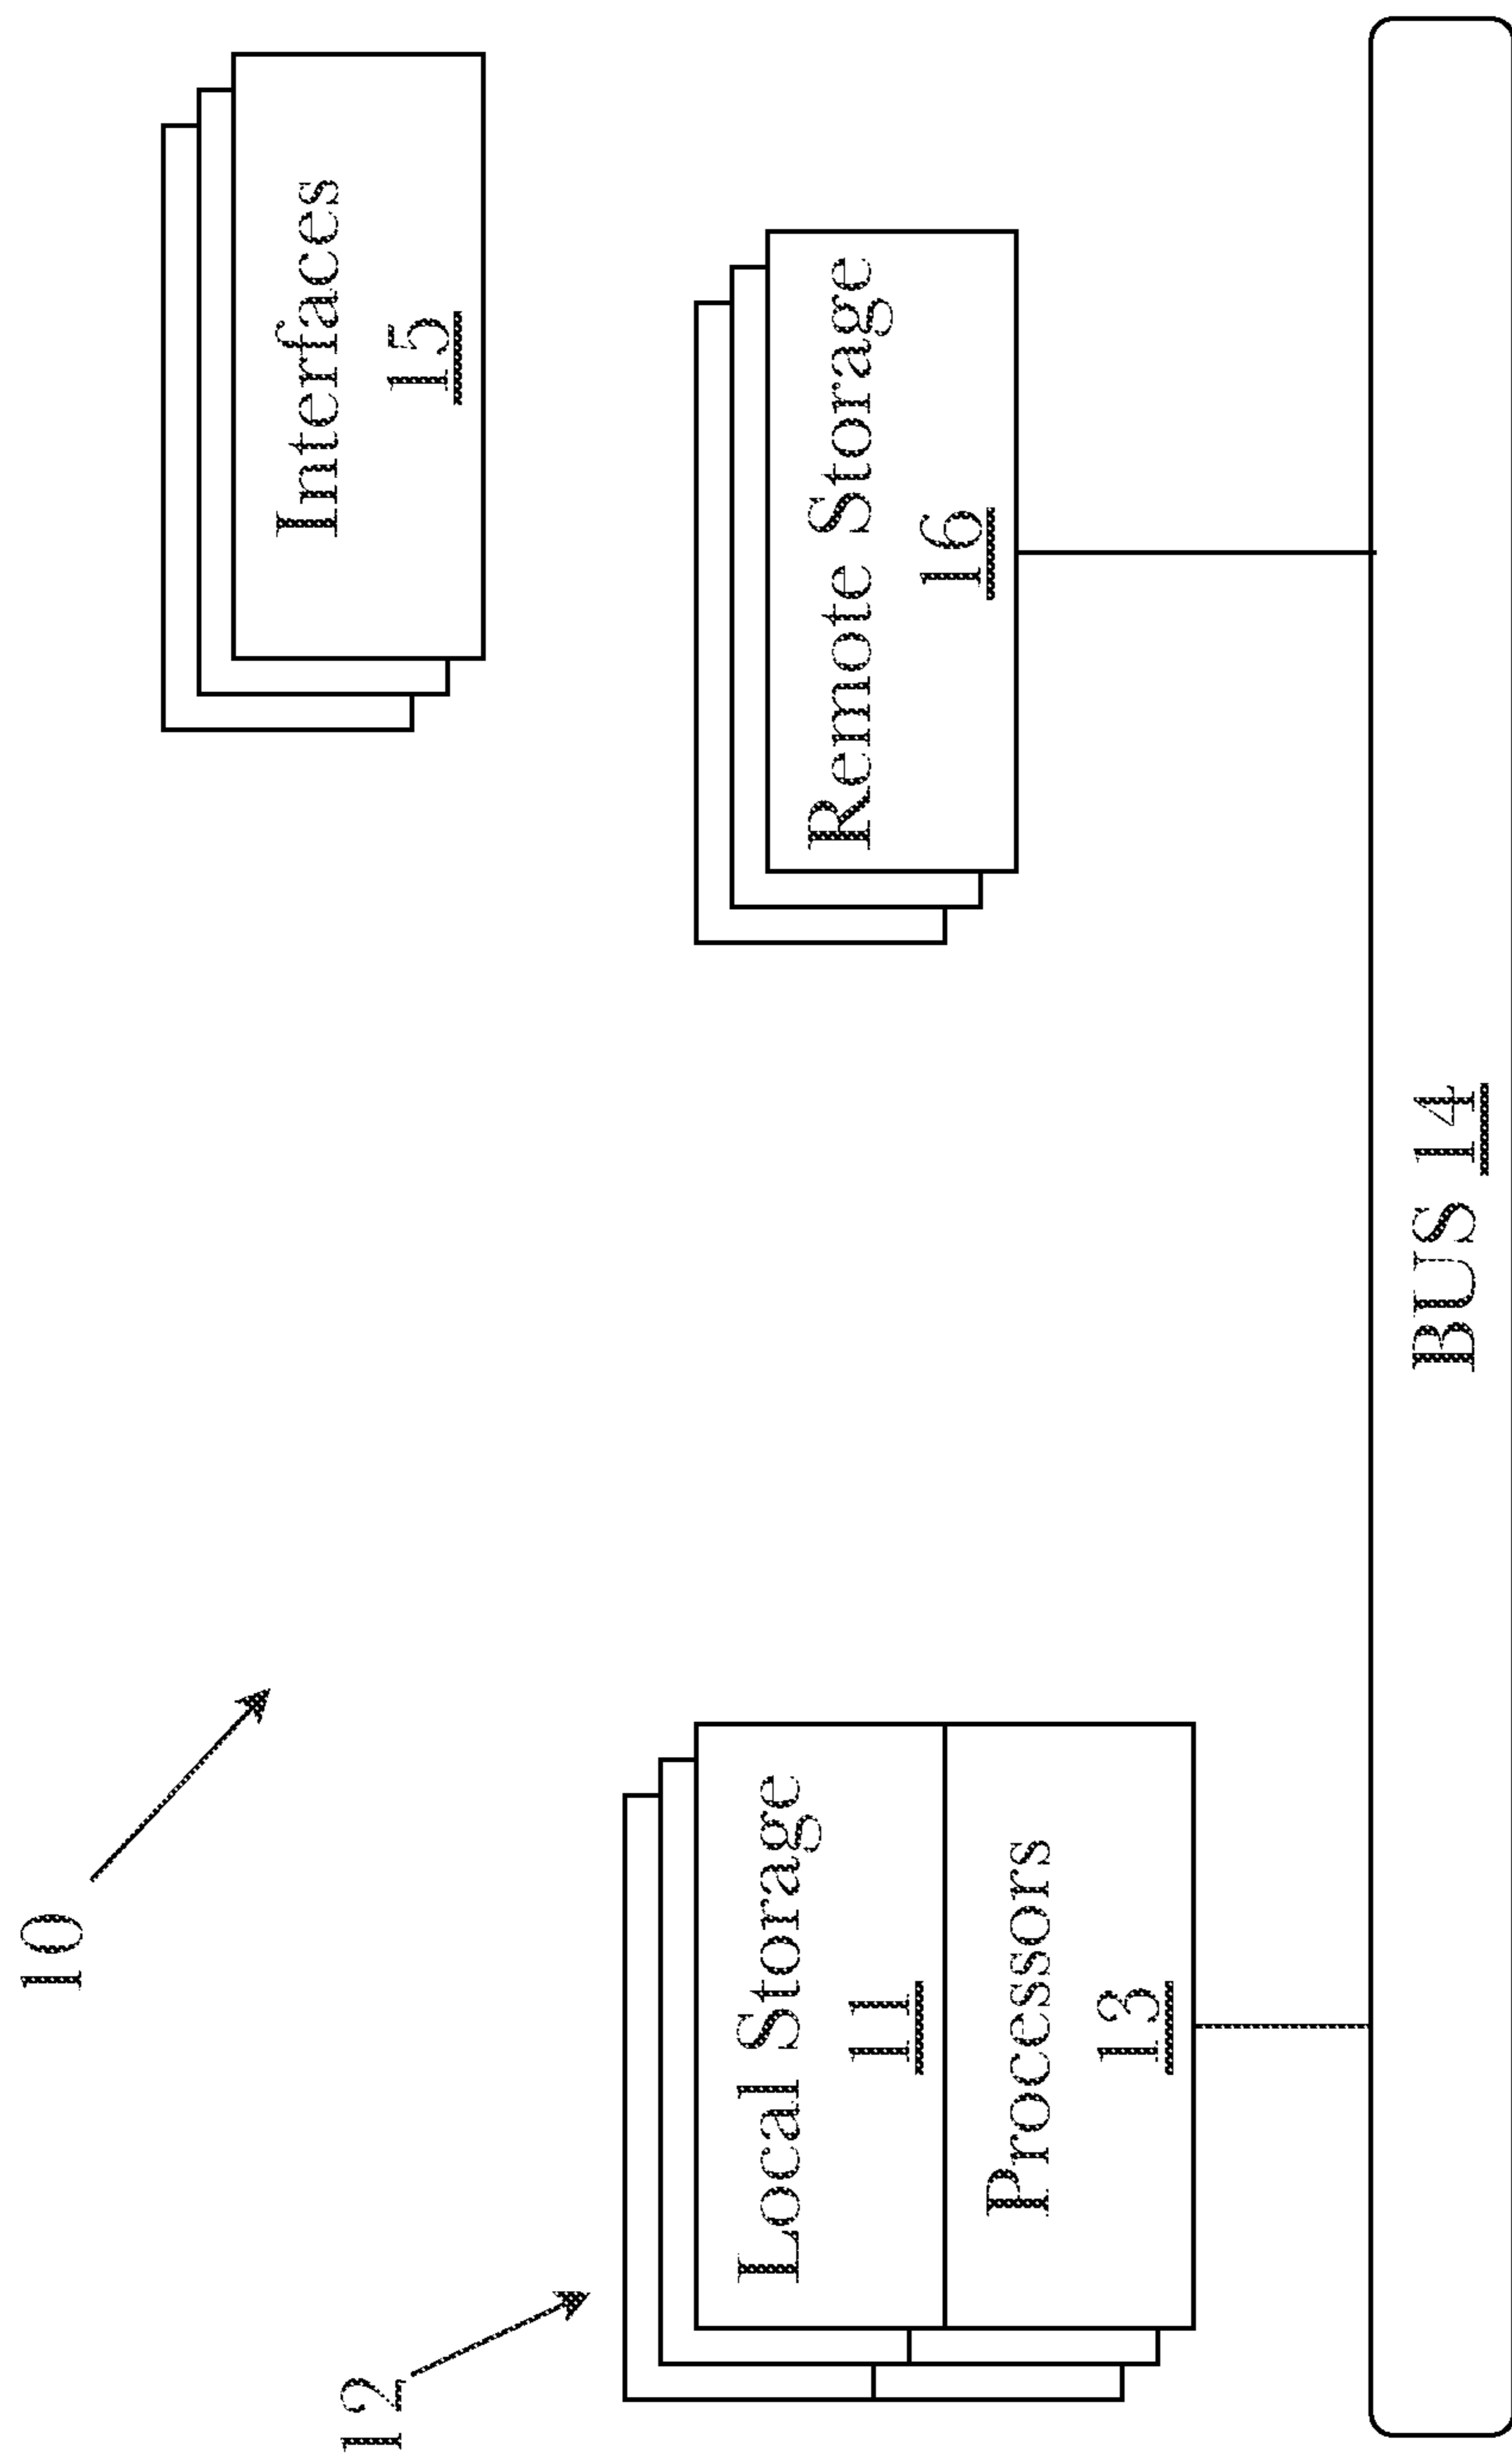 10
12
Local Storage
11
Processors
13
Interfaces
15
Remote Storage
16
BUS 14